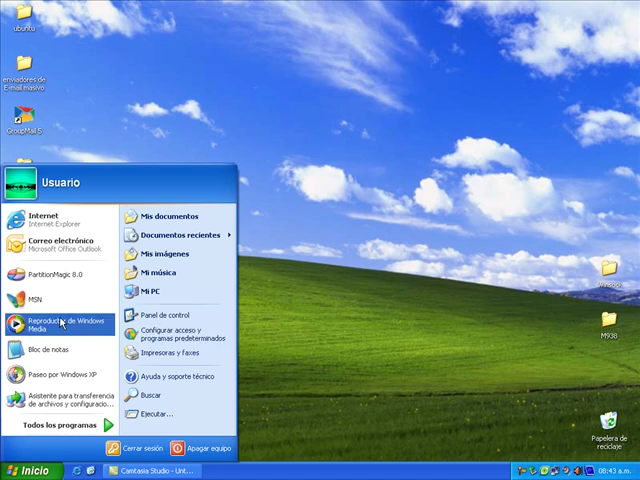 ubuntu
enviadores de
E-mail masivo
GroupMail 5
Usuario
Internet
Internet Explorer
Correo electrónico
Microsoft Office Outlook
PartitionMagic 8.0
MSN
Reproductor de Windows
Media
Bloc de notas
Paseo por Windows XP
Asistente para transferencia
de archivos y configuracio...
Todos los programas
Mis documentos
Documentos recientes
Mis imágenes
Mi música
Mi PC
Panel de control
Configurar acceso y
programas predeterminados
Impresoras y faxes
Ayuda y soporte técnico
Buscar
Ejecutar...
Cerrar sesión
Apagar equipo
Winsock
M938
Papelera de
reciclaje
Inicio
Camtasia Studio - Unt...
08:43 a.m.